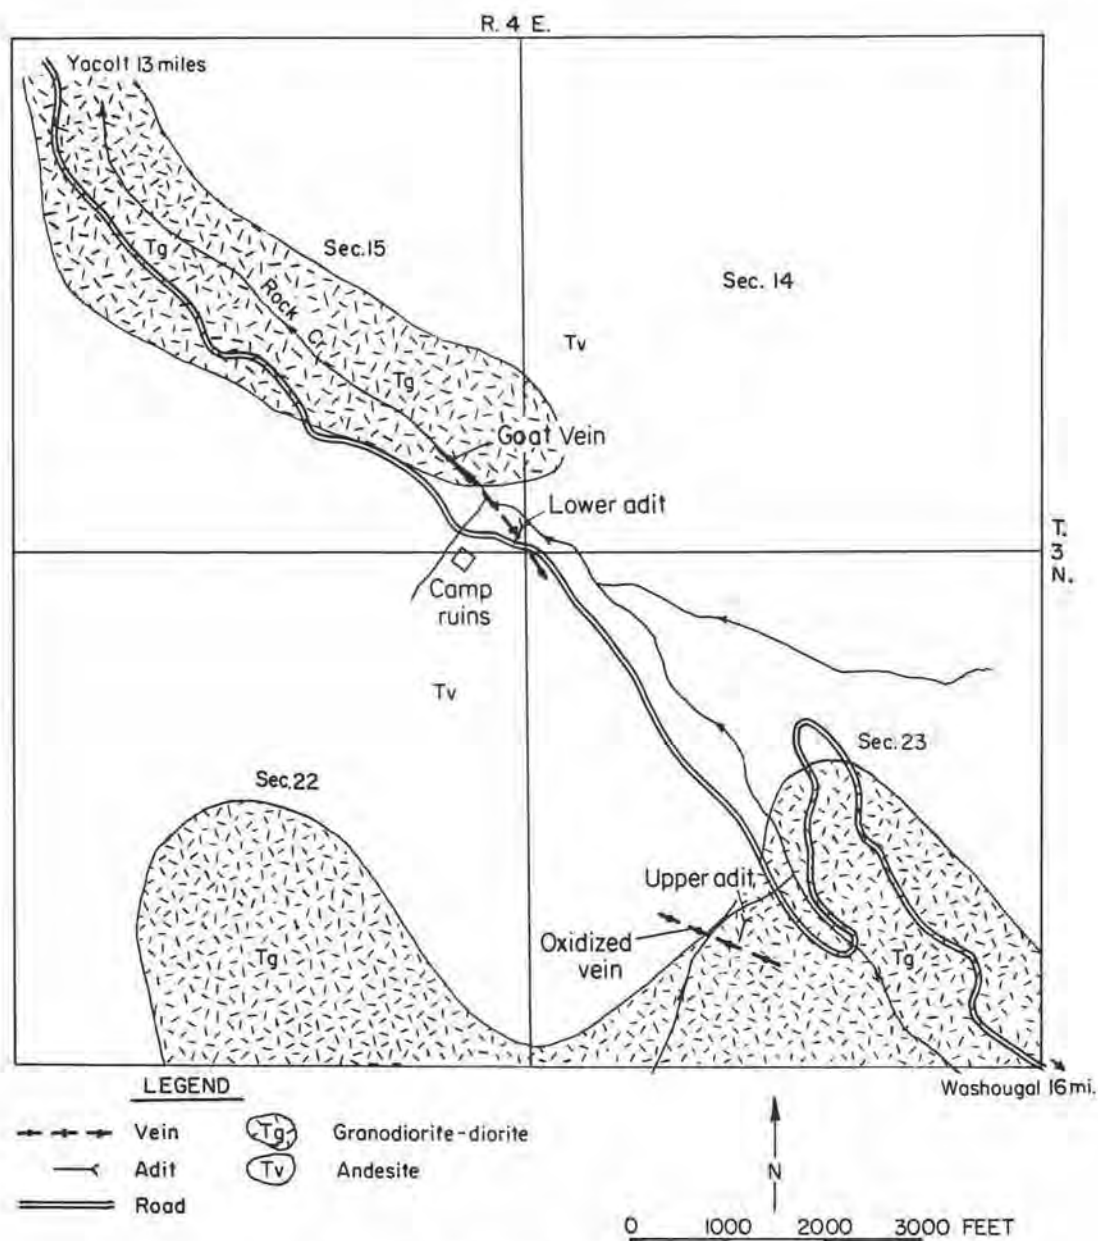 R. 4 E.
Yacolt 13 miles
Sec. 15
Sec. 14
Tg
Rock Cr.
Tv
Tg
Goat Vein
Lower adit
T.
3
N.
Camp
ruins
Tv
Sec. 23
Sec. 22
Upper adit
Oxidized
vein
Tg
Tg
Washougal 16 mi.
LEGEND
Vein
Tg
Granodiorite-diorite
Adit
Tv
Andesite
Road
N
0 1000 2000 3000 FEET